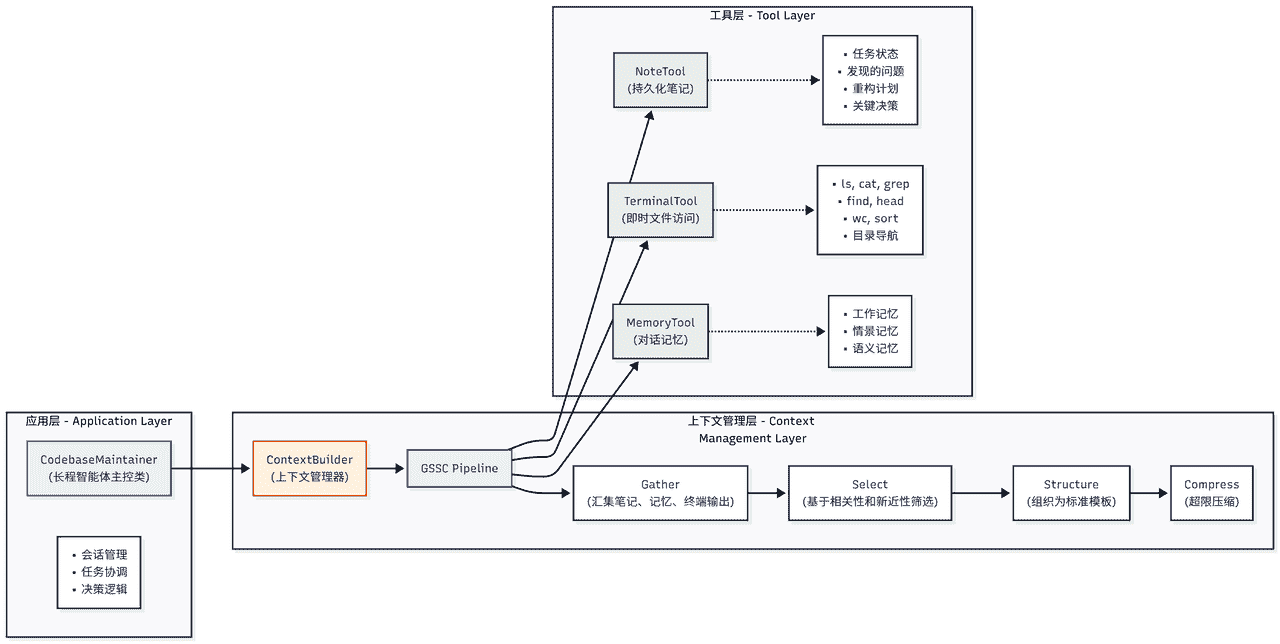 工具层 - Tool Layer
NoteTool
(持久化笔记)
▪ 任务状态
▪ 发现的问题
▪ 重构计划
▪ 关键决策
TerminalTool
(即时文件访问)
▪ ls, cat, grep
▪ find, head
▪ wc, sort
▪ 目录导航
MemoryTool
(对话记忆)
▪ 工作记忆
▪ 情景记忆
▪ 语义记忆
应用层 - Application Layer
CodebaseMaintainer
(长程智能体主控类)
• 会话管理
• 任务协调
• 决策逻辑
上下文管理层 - Context
Management Layer
ContextBuilder
(上下文管理器)
GSSC Pipeline
Gather
(汇集笔记、记忆、终端输出)
Select
(基于相关性和新近性筛选)
Structure
(组织为标准模板)
Compress
(超限压缩)